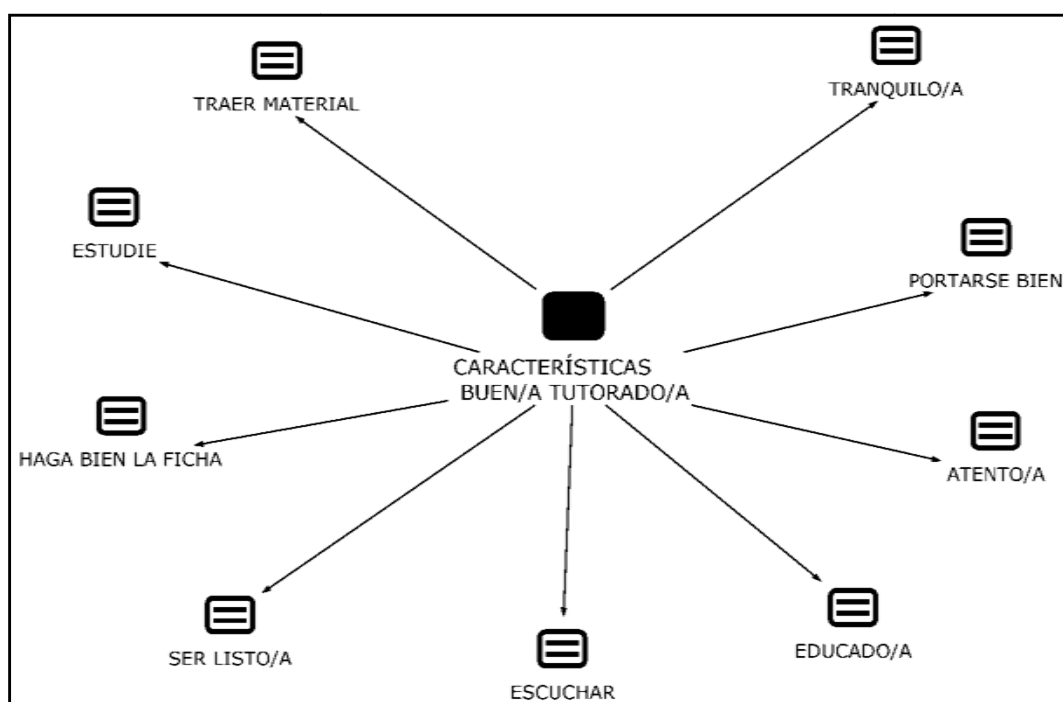 TRAER MATERIAL
TRANQUILO/A
ESTUDIE
PORTARSE BIEN
CARACTERÍSTICAS
BUEN/A TUTORADO/A
HAGA BIEN LA FICHA
ATENTO/A
SER LISTO/A
ESCUCHAR
EDUCADO/A